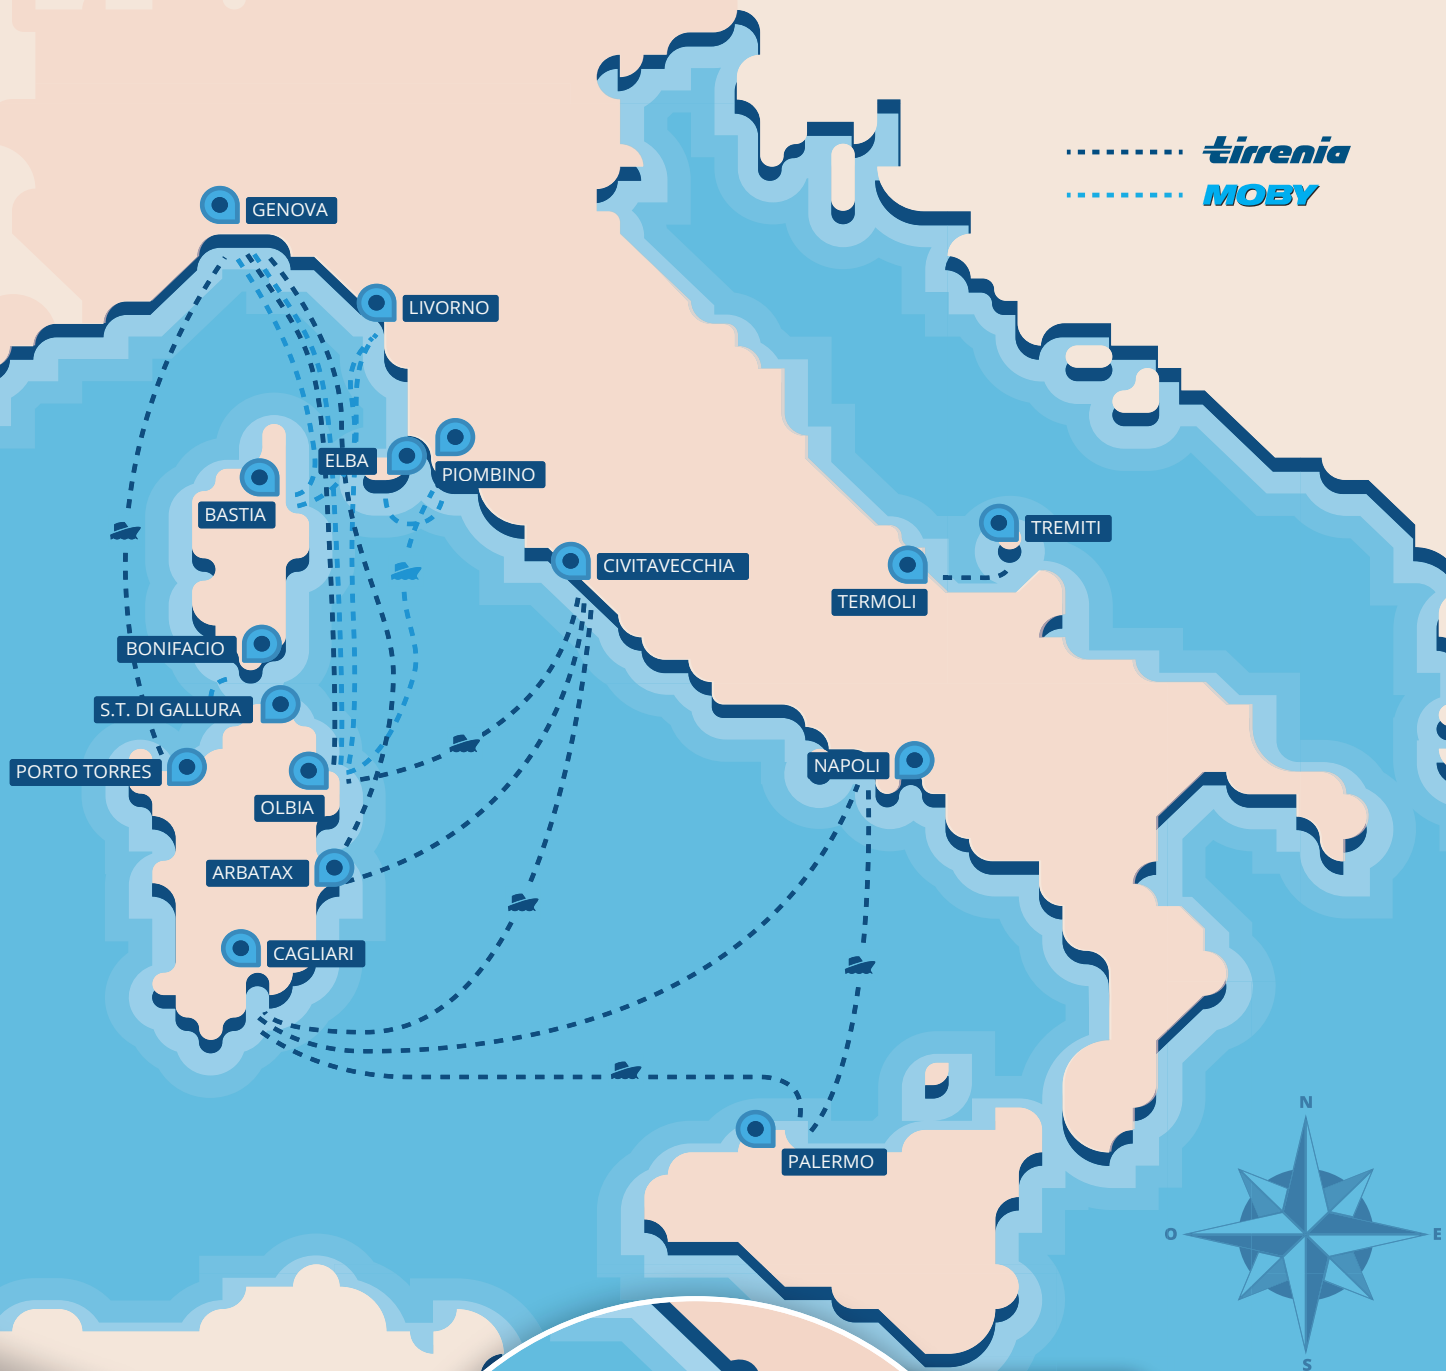 tirrenia
MOBY
GENOVA
LIVORNO
ELBA
PIOMBINO
BASTIA
TREMITI
CIVITAVECCHIA
TERMOLI
BONIFACIO
S.T. DI GALLURA
NAPOLI
PORTO TORRES
OLBIA
ARBATAX
CAGLIARI
N
PALERMO
O
E
S